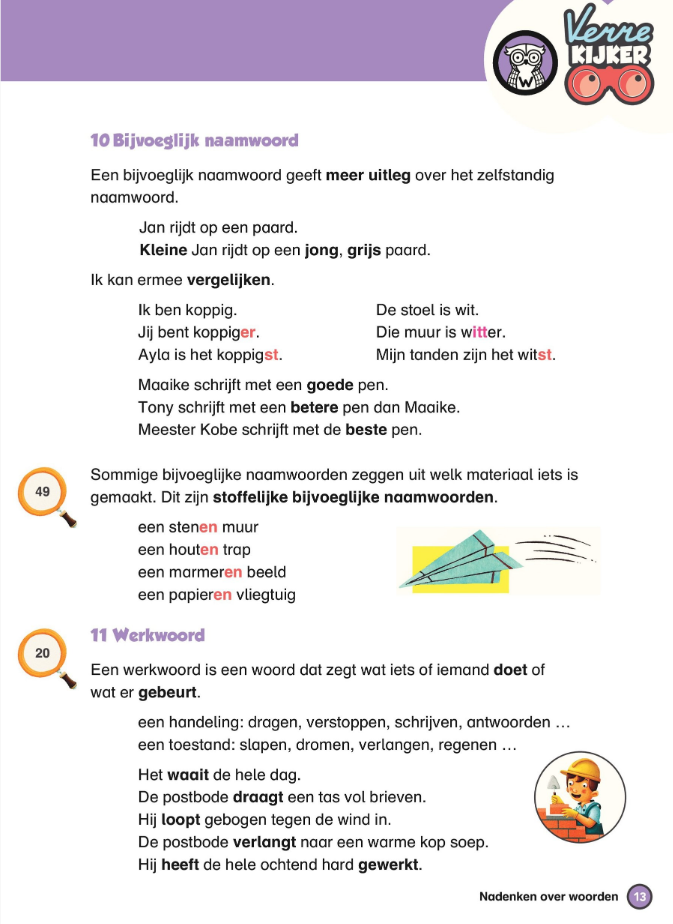 Verre
KIJKER
W
10 Bijvoeglijk naamwoord
Een bijvoeglijk naamwoord geeft meer uitleg over het zelfstandig
naamwoord.
Jan rijdt op een paard.
Kleine Jan rijdt op een jong, grijs paard.
Ik kan ermee vergelijken.
Ik ben koppig.
Jij bent koppiger.
Ayla is het koppigst.
De stoel is wit.
Die muur is witter.
Mijn tanden zijn het witst.
Maaike schrijft met een goede pen.
Tony schrijft met een betere pen dan Maaike.
Meester Kobe schrijft met de beste pen.
49
Sommige bijvoeglijke naamwoorden zeggen uit welk materiaal iets is
gemaakt. Dit zijn stoffelijke bijvoeglijke naamwoorden.
een stenen muur
een houten trap
een marmeren beeld
een papieren vliegtuig
11 Werkwoord
20
Een werkwoord is een woord dat zegt wat iets of iemand doet of
wat er gebeurt.
een handeling: dragen, verstoppen, schrijven, antwoorden ...
een toestand: slapen, dromen, verlangen, regenen ...
Het waait de hele dag.
De postbode draagt een tas vol brieven.
Hij loopt gebogen tegen de wind in.
De postbode verlangt naar een warme kop soep.
Hij heeft de hele ochtend hard gewerkt.
Nadenken over woorden 13